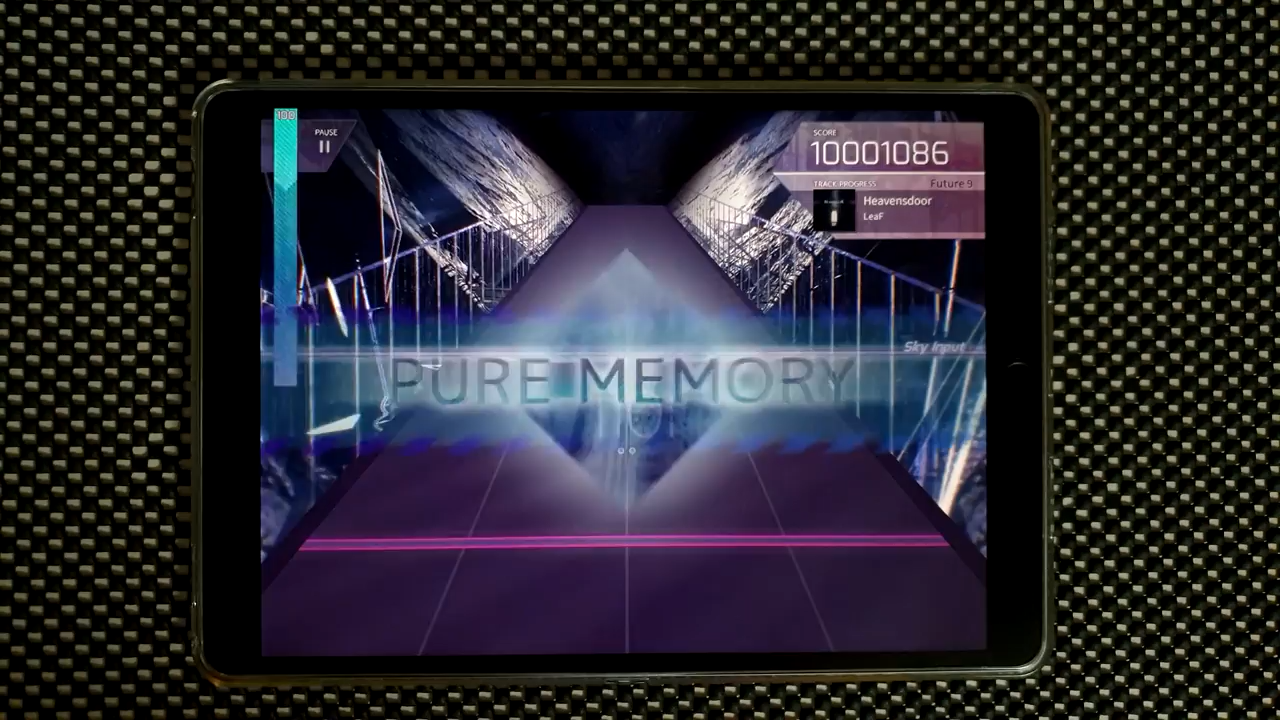 100
PAUSE
SCORE
10001086
TRACK PROGRESS
Future 9
Heavensdoor
LeaF
Sky Input
PURE MEMORY